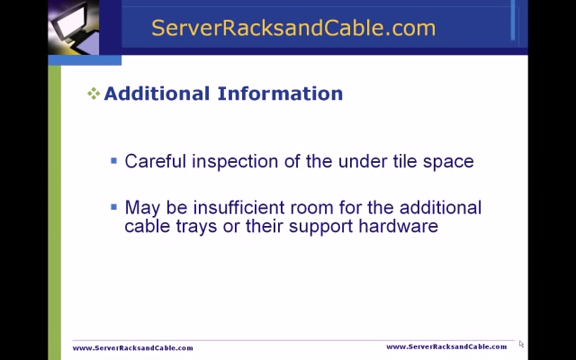 ServerRacksandCable.com
Additional Information
Careful inspection of the under tile space
May be insufficient room for the additional
cable trays or their support hardware
www.ServerRacksandCable.com
www.ServerRacksandCable.com